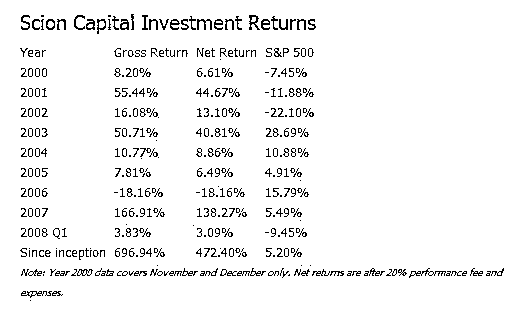 Scion Capital Investment Returns
Year Gross Return Net Return S&P 500
2000 8.20% 6.61% -7.45%
2001 55.44% 44.67% -11.88%
2002 16.08% 13.10% -22.10%
2003 50.71% 40.81% 28.69%
2004 10.77% 8.86% 10.88%
2005 7.81% 6.49% 4.91%
2006 -18.16% -18.16% 15.79%
2007 166.91% 138.27% 5.49%
2008 Q1 3.83% 3.09% -9.45%
Since inception 696.94% 472.40% 5.20%
Note: Year 2000 data covers November and December only. Net returns are after 20% performance fee and
expenses.